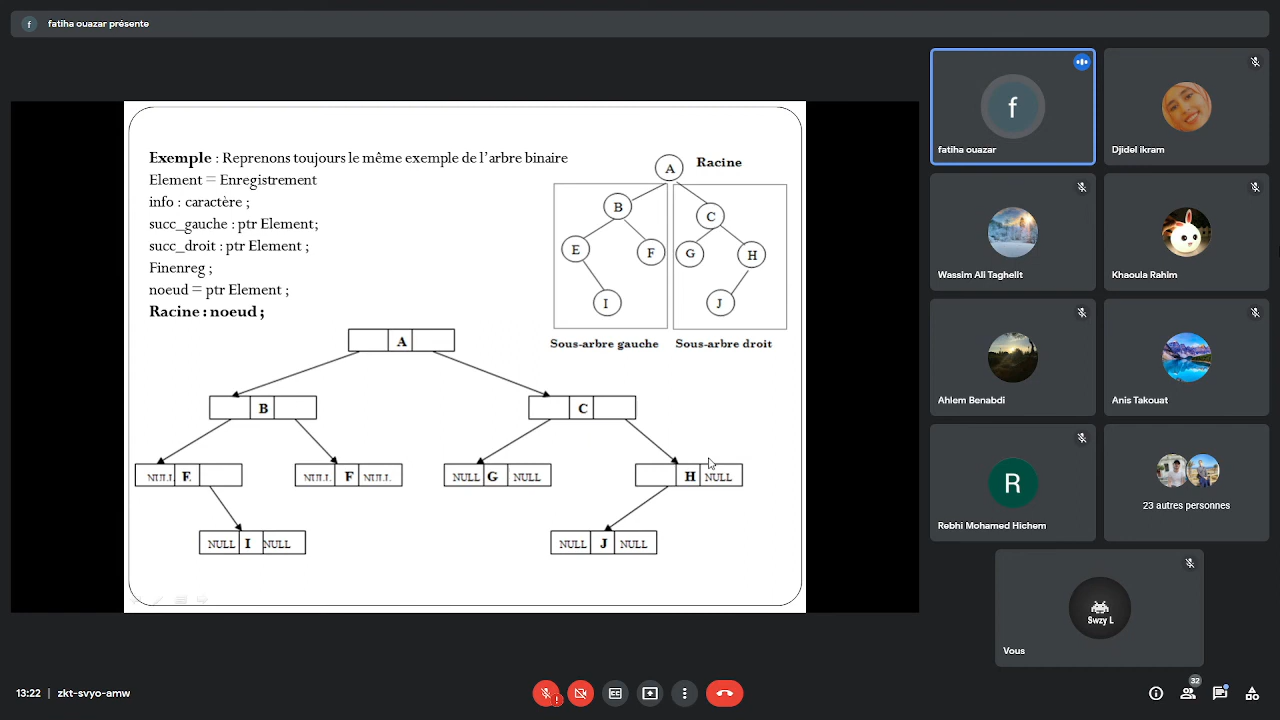 f fatiha ouazar présente
Exemple : Reprenons toujours le même exemple de l'arbre binaire
Element = Enregistrement
info : caractère ;
succ_gauche : ptr Element;
succ_droit : ptr Element ;
Finenreg ;
noeud = ptr Element ;
Racine : noeud ;
A Racine
B C
E F G H
I J
Sous-arbre gauche Sous-arbre droit
A
B C
NULL E NULL F NULL NULL G NULL H NULL
NULL I NULL NULL J NULL
f
fatiha ouazar
Djidel ikram
Wassim Ali Taghelit
Khaoula Rahim
Ahlem Benabdi
Anis Takouat
R
Rebhi Mohamed Hichem
23 autres personnes
Swzy L
Vous
13:22 zkt-svyo-amw
32